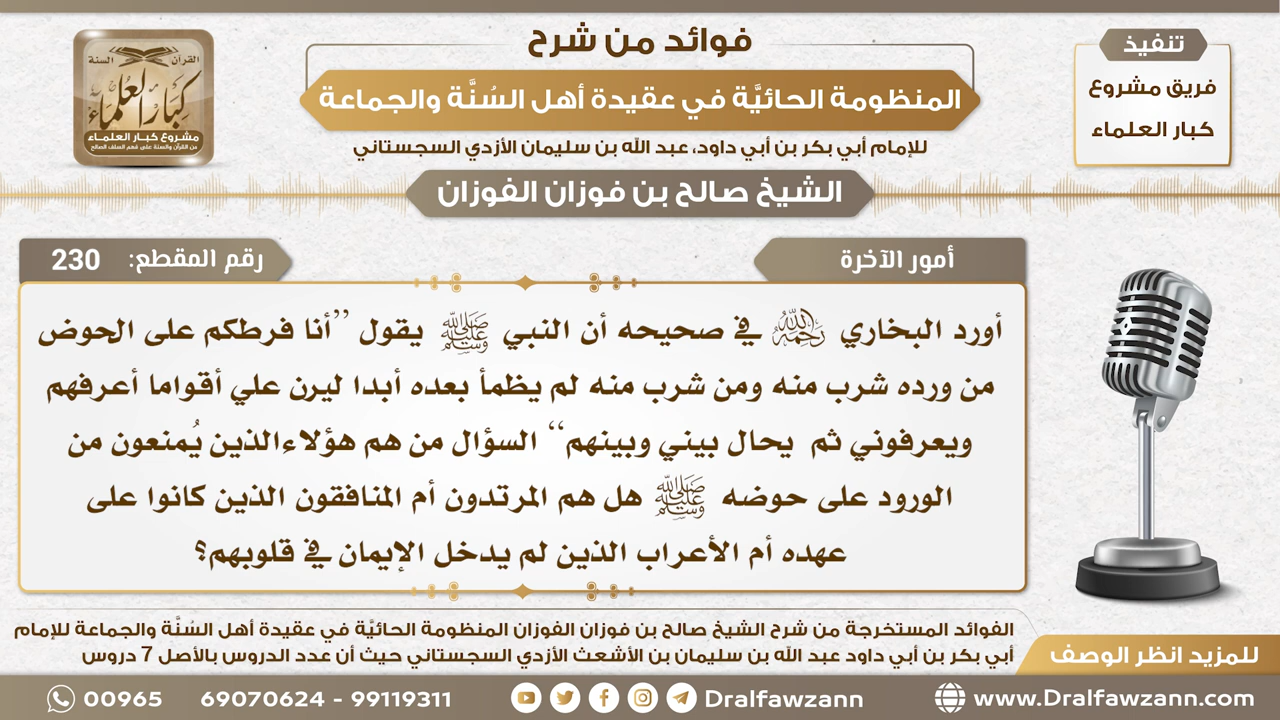 فوائد من شرح
المنظومة الحائيَّة في عقيدة أهل السُنَّة والجماعة
للإمام أبي بكر بن أبي داود، عبد الله بن سليمان الأزدي السجستاني
الشيخ صالح بن فوزان الفوزان
تنفيذ
فريق مشروع
كبار العلماء
القرآن السنة
كبار العلماء
مشروع كبار العلماء
من القرآن والسنة على فهم السلف الصالح
أمور الآخرة
رقم المقطع: 230
أورد البخاري رحمه الله في صحيحه أن النبي ﷺ يقول ”أنا فرطكم على الحوض
من ورده شرب منه ومن شرب منه لم يظمأ بعده أبدا ليرن علي أقواما أعرفهم
ويعرفوني ثم يحال بيني وبينهم“ السؤال من هم هؤلاءالذين يُمنعون من
الورود على حوضه ﷺ هل هم المرتدون أم المنافقون الذين كانوا على
عهده أم الأعراب الذين لم يدخل الإيمان في قلوبهم؟
الفوائد المستخرجة من شرح الشيخ صالح بن فوزان الفوزان المنظومة الحائيَّة في عقيدة أهل السُنَّة والجماعة للإمام
أبي بكر بن أبي داود عبد الله بن سليمان بن الأشعث الأزدي السجستاني حيث أن عدد الدروس بالأصل 7 دروس
للمزيد انظر الوصف
00965 69070624 - 99119311
Dralfawzann
www.Dralfawzann.com